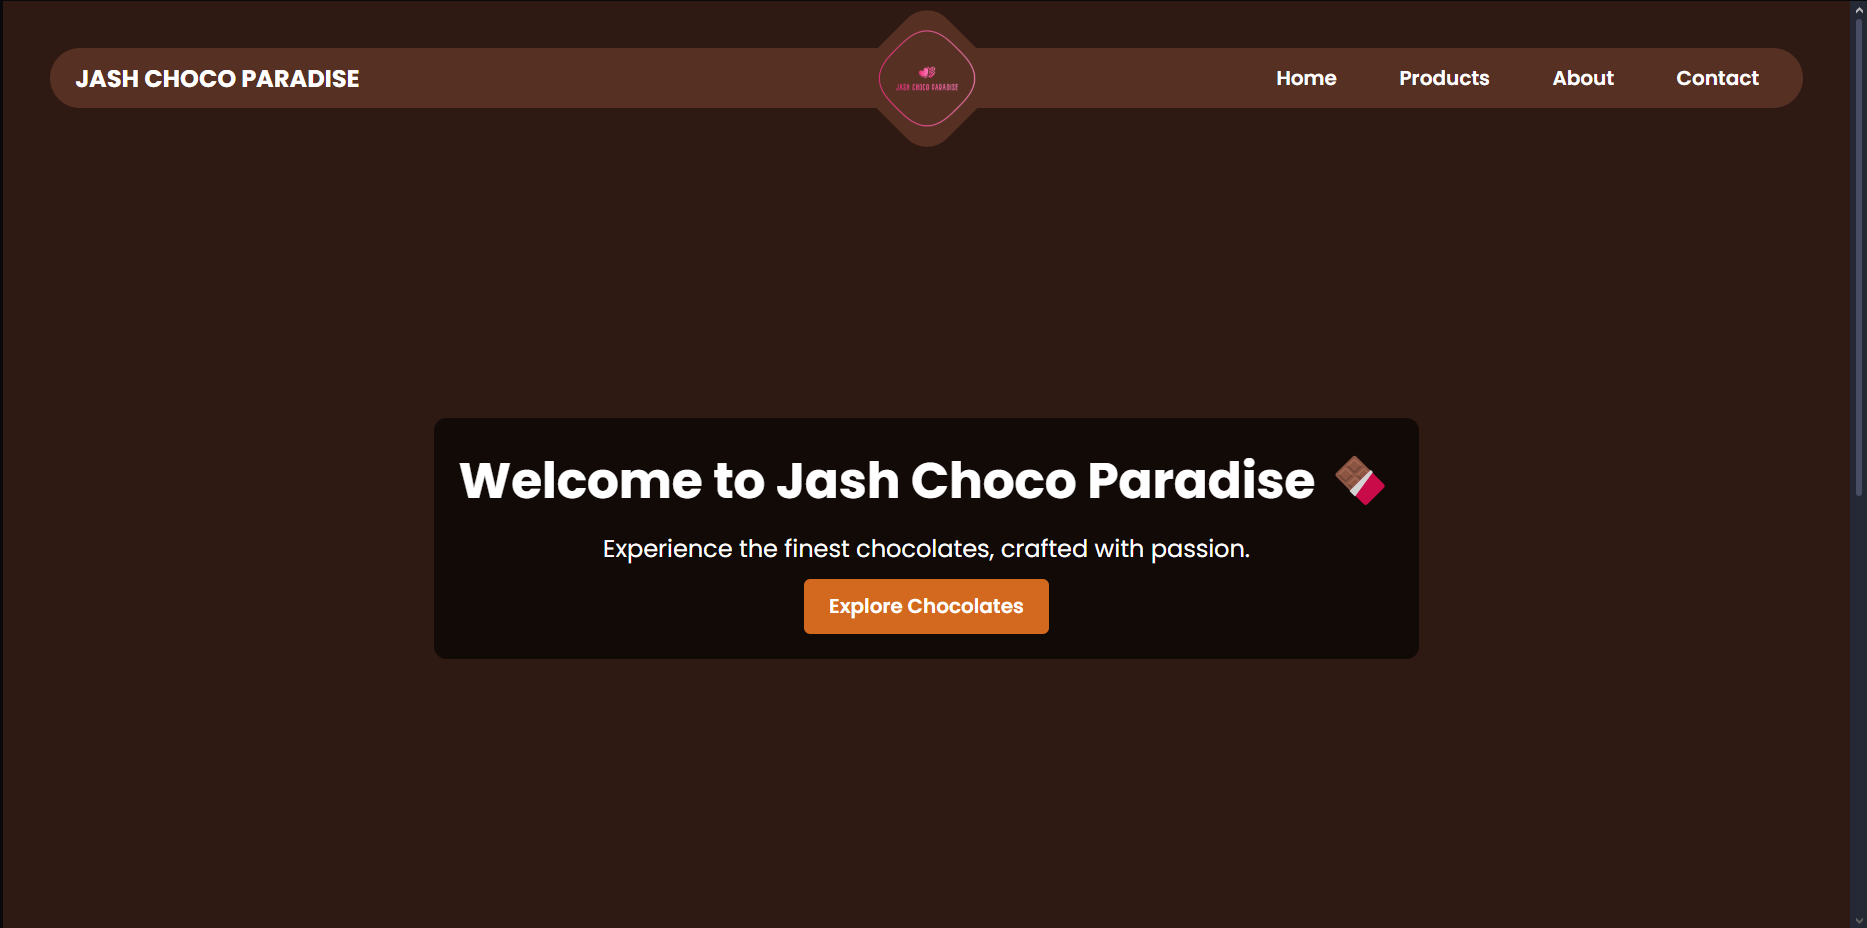 JASH CHOCO PARADISE
JASH CHOCO PARADISE
Home Products About Contact
Welcome to Jash Choco Paradise 🍫
Experience the finest chocolates, crafted with passion.
Explore Chocolates